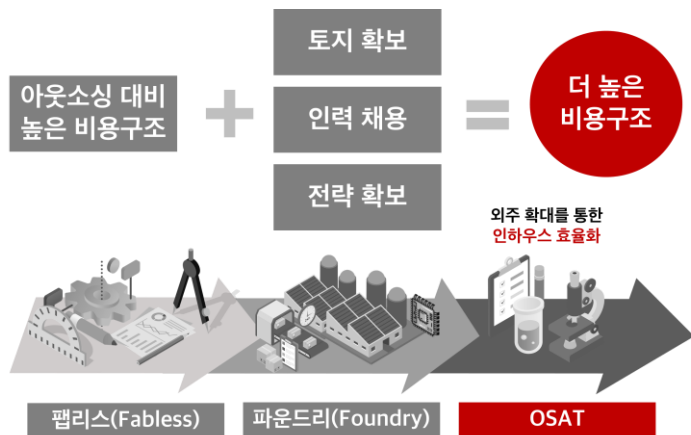 토지 확보
아웃소싱 대비
높은 비용구조
인력 채용
더 높은
비용구조
전략 확보
외주 확대를 통한
인하우스 효율화
팹리스(Fabless)
파운드리(Foundry)
OSAT